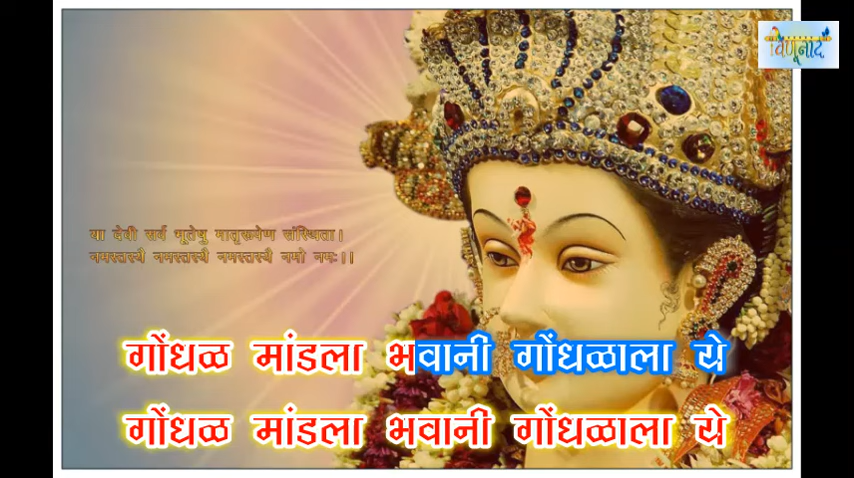 विणूनाद
या देवी सर्व भूतेषु मातृरूपेण संस्थिता।
नमस्तस्यै नमस्तस्यै नमस्तस्यै नमो नमः।।
गोंधळ मांडला भवानी गोंधळाला ये
गोंधळ मांडला भवानी गोंधळाला ये